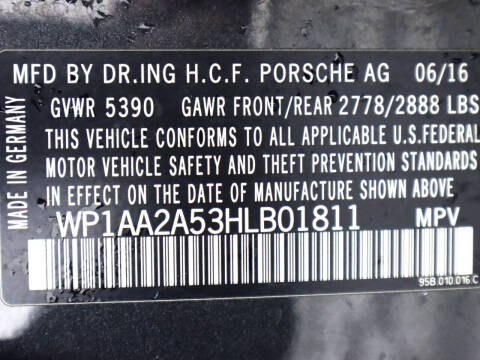 MFD BY DR.ING H.C.F. PORSCHE AG 06/16
GVWR 5390 GAWR FRONT/REAR 2778/2888 LBS
THIS VEHICLE CONFORMS TO ALL APPLICABLE U.S.FEDERAL
MOTOR VEHICLE SAFETY AND THEFT PREVENTION STANDARDS
IN EFFECT ON THE DATE OF MANUFACTURE SHOWN ABOVE
WP1AA2A53HLB01811 MPV
95B.010.016.C
MADE IN GERMANY